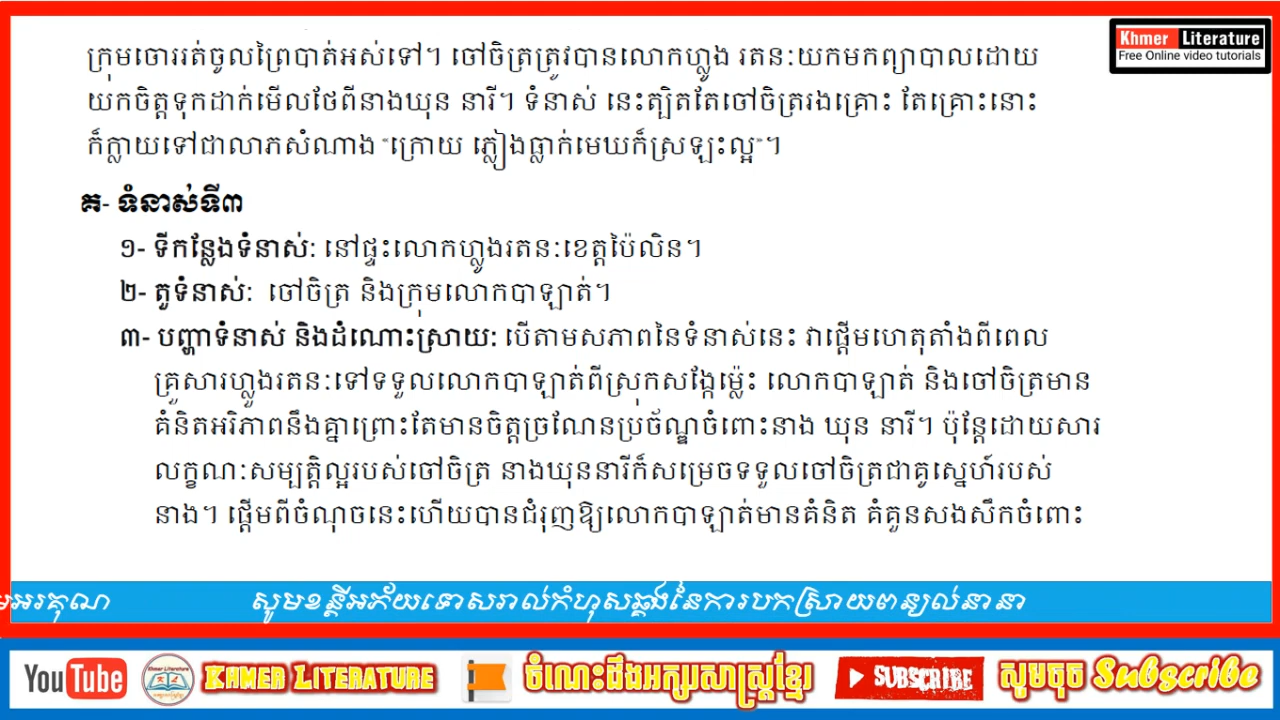 Khmer Literature
Free Online video tutorials
ក្រុមចោររត់ចូលព្រៃបាត់អស់ទៅ។ ចៅចិត្រត្រូវបានលោកហ្លួង រតនៈយកមកព្យាបាលដោយ
យកចិត្តទុកដាក់មើលថែពីនាងឃុន នារី។ ទំនាស់ នេះត្បិតតែចៅចិត្ររងគ្រោះ តែគ្រោះនោះ
ក៏ក្លាយទៅជាលាភសំណាង "ក្រោយ ភ្លៀងធ្លាក់មេឃក៏ស្រឡះល្អ"។
គ- ទំនាស់ទី៣
១- ទីកន្លែងទំនាស់: នៅផ្ទះលោកហ្លួងរតនៈខេត្តប៉ៃលិន។
២- តួទំនាស់: ចៅចិត្រ និងក្រុមលោកបាឡាត់។
៣- បញ្ហាទំនាស់ និងដំណោះស្រាយ: បើតាមសភាពនៃទំនាស់នេះ វាផ្ដើមហេតុតាំងពីពេល
គ្រួសារហ្លួងរតនៈទៅទទួលលោកបាឡាត់ពីស្រុកសង្កែម្ល៉េះ លោកបាឡាត់ និងចៅចិត្រមាន
គំនិតអរិភាពនឹងគ្នាព្រោះតែមានចិត្តច្រណែនប្រច័ណ្ឌចំពោះនាង ឃុន នារី។ ប៉ុន្តែដោយសារ
លក្ខណៈសម្បត្តិល្អរបស់ចៅចិត្រ នាងឃុននារីក៏សម្រេចទទួលចៅចិត្រជាគូស្នេហ៍របស់
នាង។ ផ្ដើមពីចំណុចនេះហើយបានជំរុញឱ្យលោកបាឡាត់មានគំនិត គំគួនសងសឹកចំពោះ
មអរគុណ សូមខន្តីអភ័យទោសរាល់កំហុសឆ្គងនៃការបកស្រាយពន្យល់នានា
YouTube KHMER LITERATURE ចំណេះដឹងអក្សរសាស្ត្រខ្មែរ SUBSCRIBE សូមចុច Subscribe